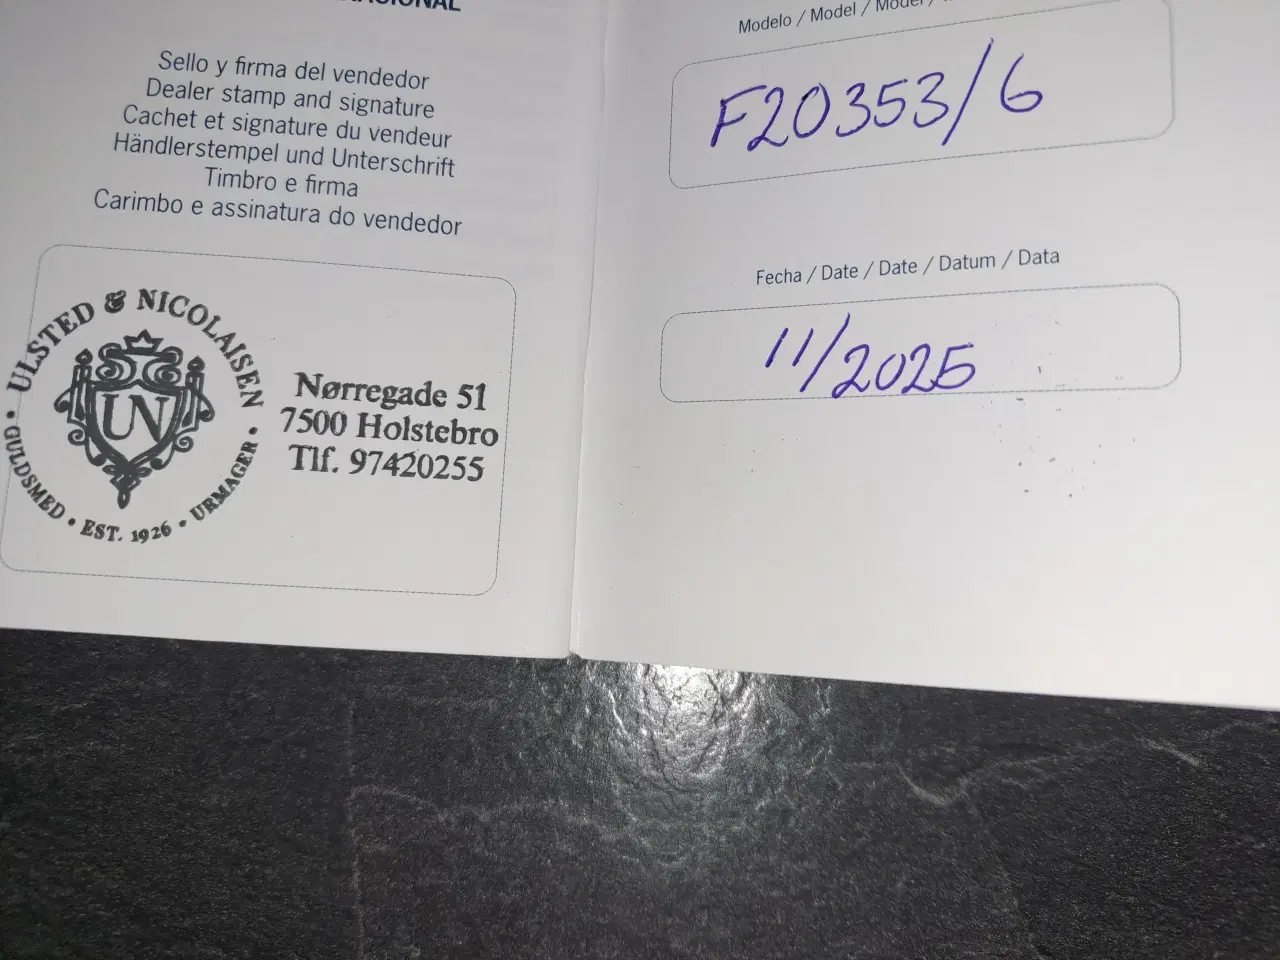 Sello y firma del vendedor
Dealer stamp and signature
Cachet et signature du vendeur
Händlerstempel und Unterschrift
Timbro e firma
Carimbo e assinatura do vendedor
ULSTED & NICOLAISEN
UN
GULDSMED • EST. 1926 • URMAGER
Nørregade 51
7500 Holstebro
Tlf. 97420255
Modelo / Model / Model /
F20353/6
Fecha / Date / Date / Datum / Data
11/2025